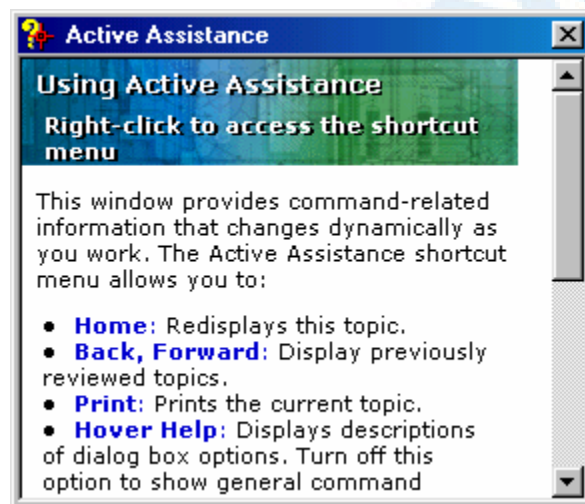 Active Assistance
Using Active Assistance
Right-click to access the shortcut
menu
This window provides command-related
information that changes dynamically as
you work. The Active Assistance shortcut
menu allows you to:
● Home: Redisplays this topic.
● Back, Forward: Display previously
reviewed topics.
● Print: Prints the current topic.
● Hover Help: Displays descriptions
of dialog box options. Turn off this
option to show general command